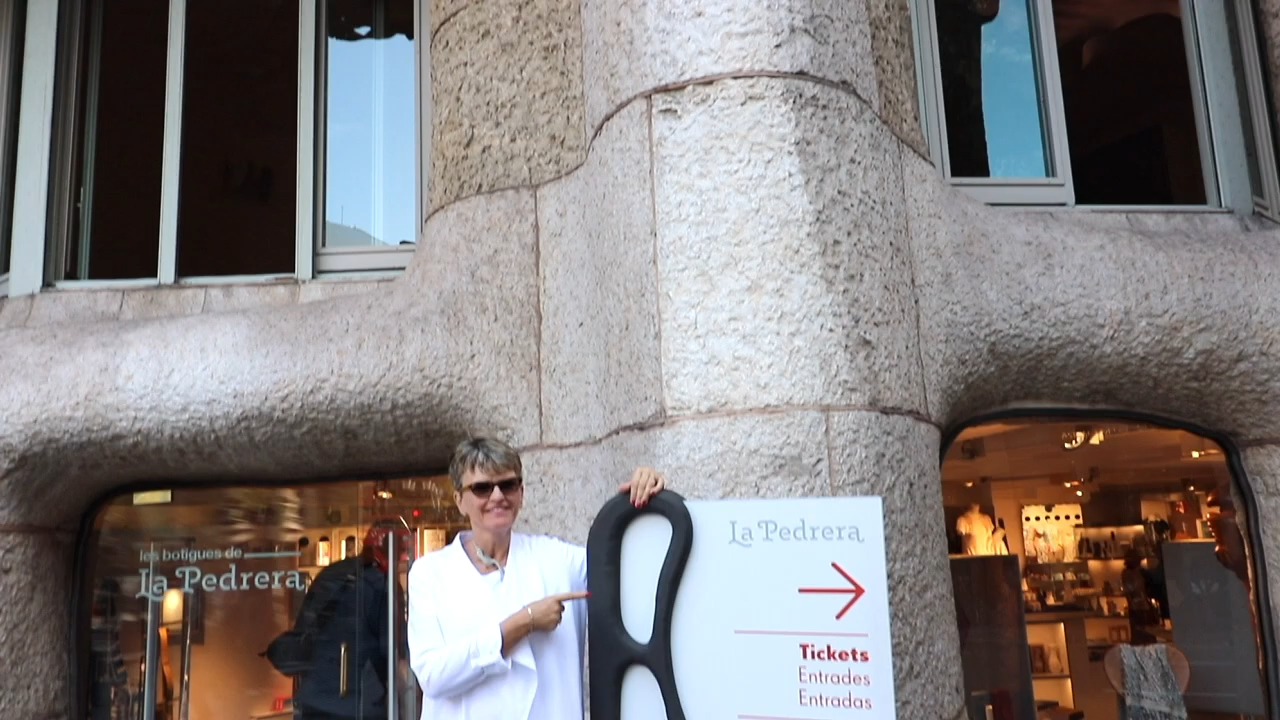 les botigues de
La Pedrera
La Pedrera
Tickets
Entrades
Entradas